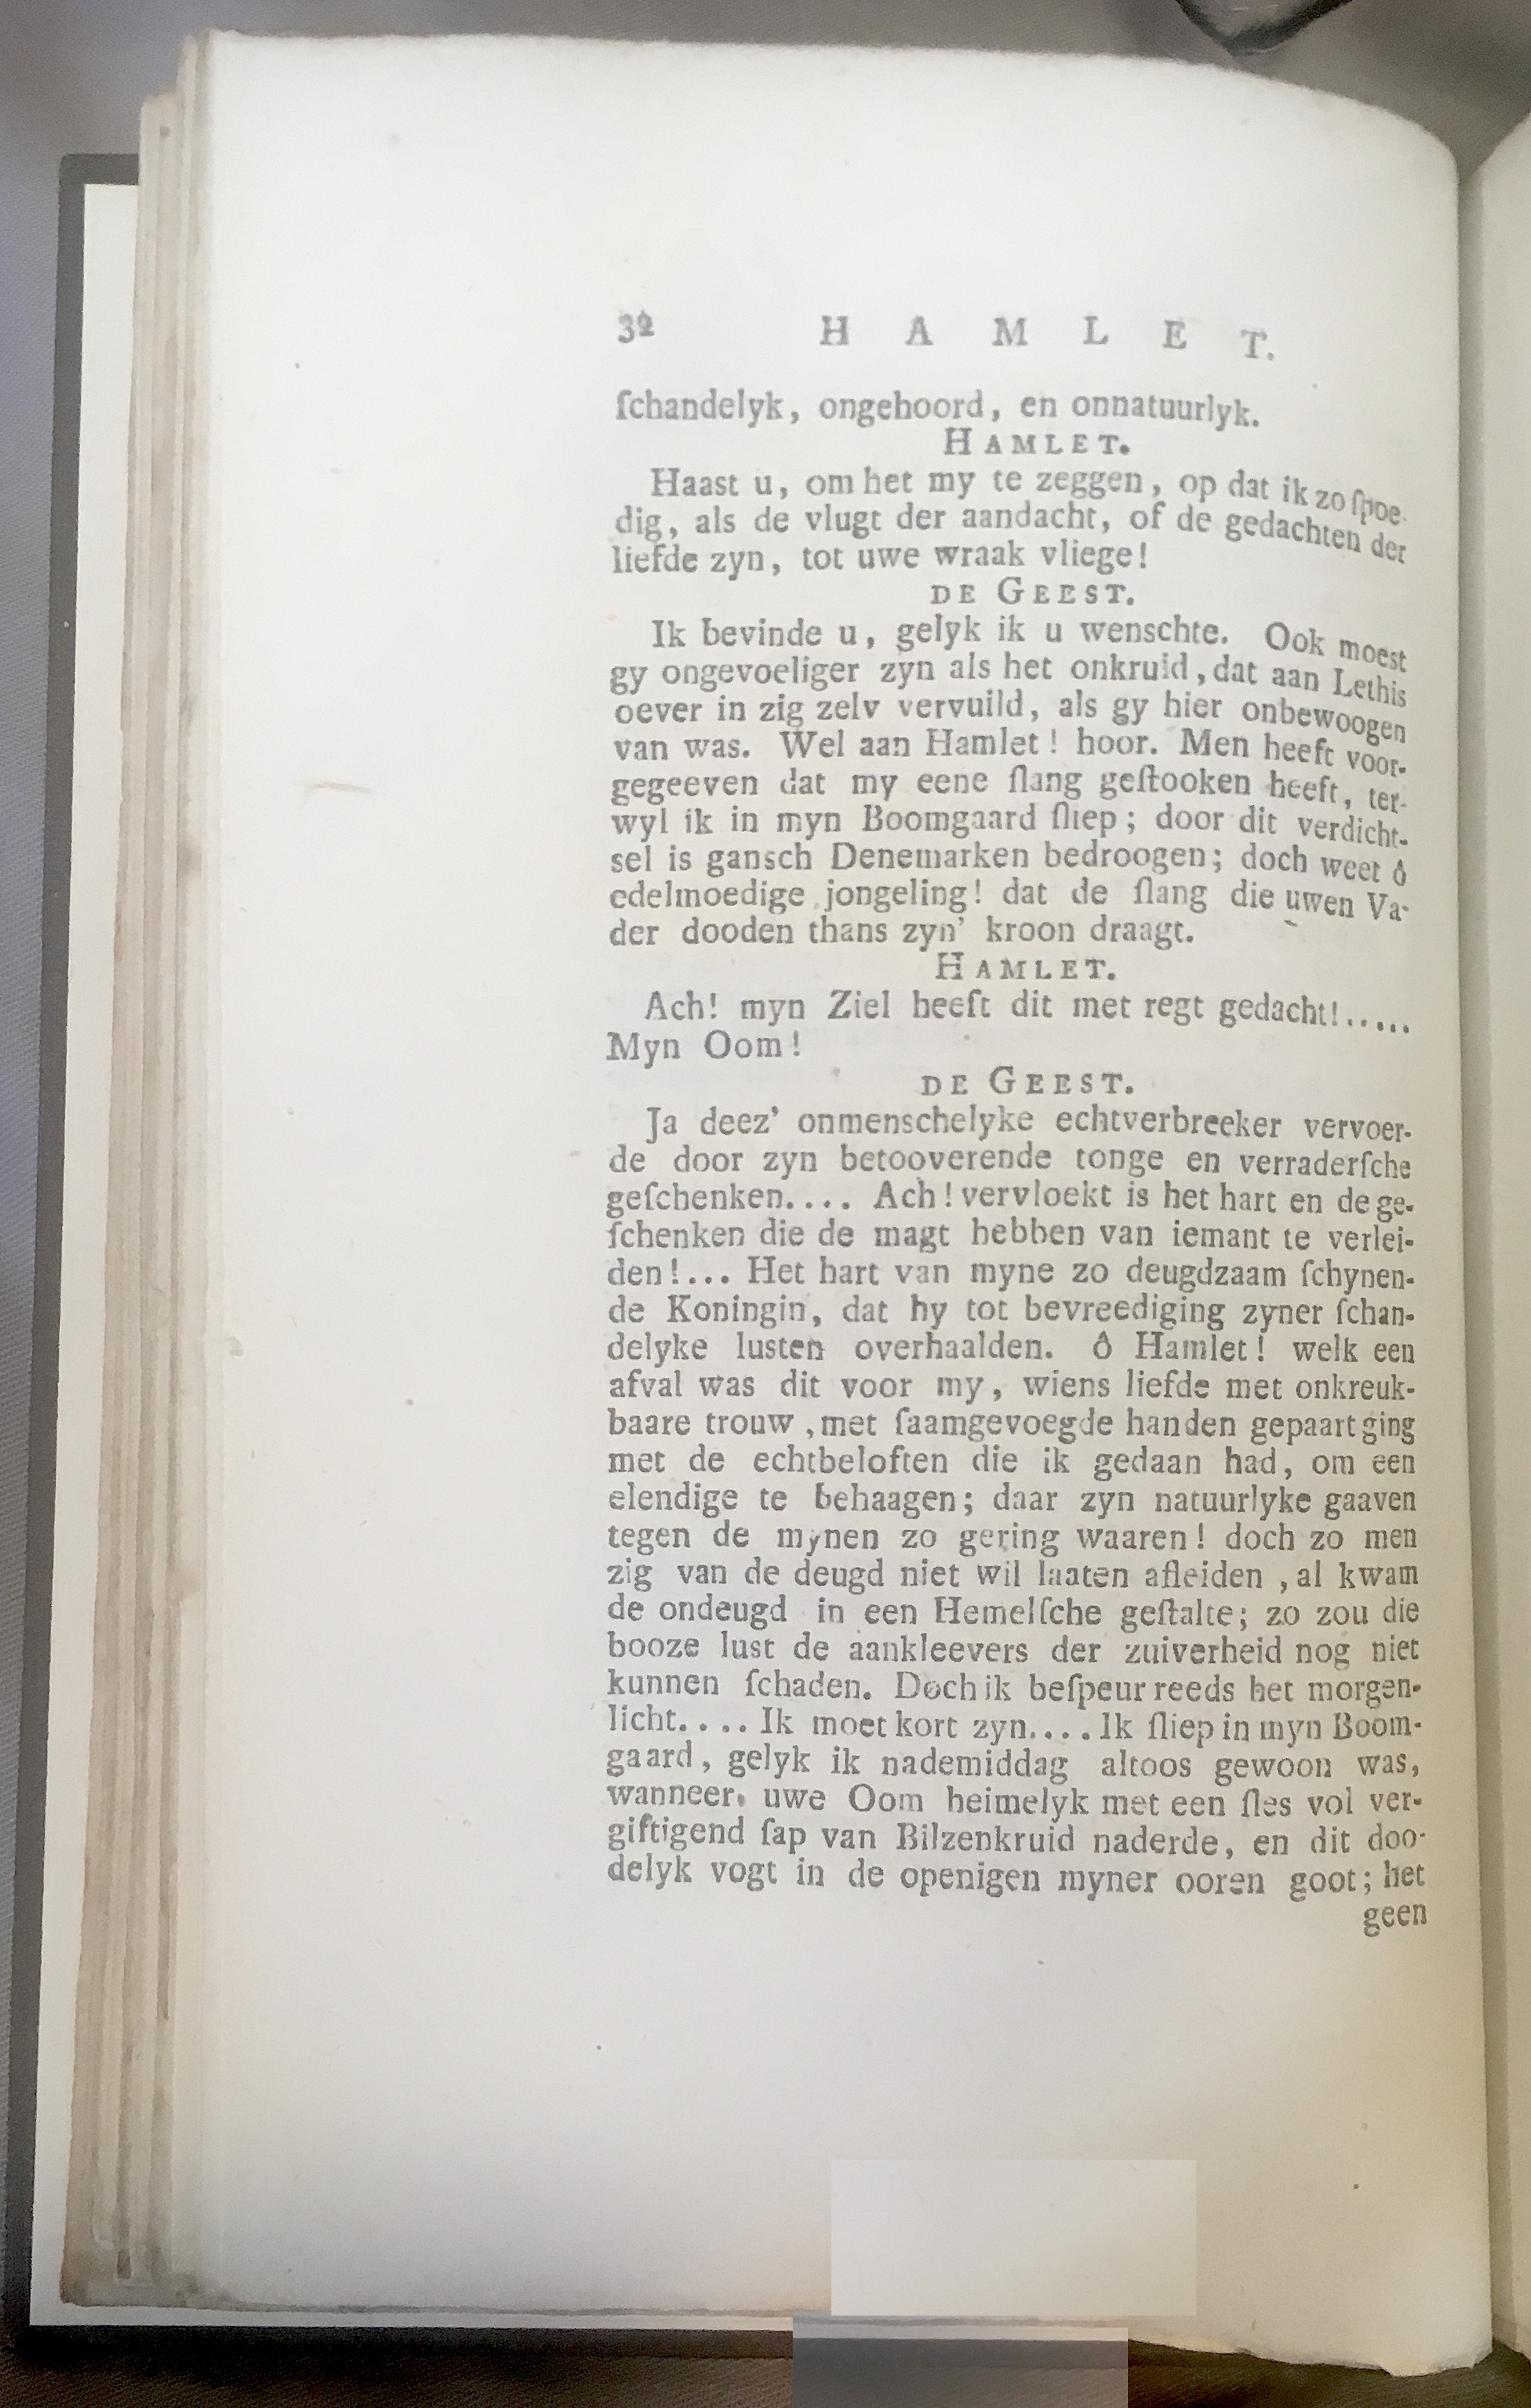 32 H A M L E T.
ſchandelyk, ongehoord, en onnatuurlyk.
HAMLET.
Haast u, om het my te zeggen, op dat ik zo ſpoe-
dig, als de vlugt der aandacht, of de gedachten der
liefde zyn, tot uwe wraak vliege!
DE GEEST.
Ik bevinde u, gelyk ik u wenschte. Ook moest
gy ongevoeliger zyn als het onkruid, dat aan Lethis
oever in zig zelv vervuild, als gy hier onbewoogen
van was. Wel aan Hamlet! hoor. Men heeft voor-
gegeeven dat my eene ſlang geſtooken heeft, ter-
wyl ik in myn Boomgaard ſliep; door dit verdicht-
sel is gansch Denemarken bedroogen; doch weet ô
edelmoedige jongeling! dat de ſlang die uwen Va-
der dooden thans zyn' kroon draagt.
HAMLET.
Ach! myn Ziel heeft dit met regt gedacht!.....
Myn Oom!
DE GEEST.
Ja deez' onmenschelyke echtverbreeker vervoer-
de door zyn betooverende tonge en verraderſche
geſchenken.... Ach! vervloekt is het hart en de ge-
ſchenken die de magt hebben van iemant te verlei-
den!... Het hart van myne zo deugdzaam ſchynen-
de Koningin, dat hy tot bevreediging zyner ſchan-
delyke lusten overhaalden. ô Hamlet! welk een
afval was dit voor my, wiens liefde met onkreuk-
baare trouw, met ſaamgevoegde handen gepaart ging
met de echtbeloften die ik gedaan had, om een
elendige te behaagen; daar zyn natuurlyke gaaven
tegen de mynen zo gering waaren! doch zo men
zig van de deugd niet wil laaten afleiden, al kwam
de ondeugd in een Hemelſche geſtalte; zo zou die
booze lust de aankleevers der zuiverheid nog niet
kunnen ſchaden. Doch ik beſpeur reeds het morgen-
licht.... Ik moet kort zyn.... Ik ſliep in myn Boom-
gaard, gelyk ik nademiddag altoos gewoon was,
wanneer, uwe Oom heimelyk met een fles vol ver-
giftigend ſap van Bilzenkruid naderde, en dit doo-
delyk vogt in de openigen myner ooren goot; het
geen